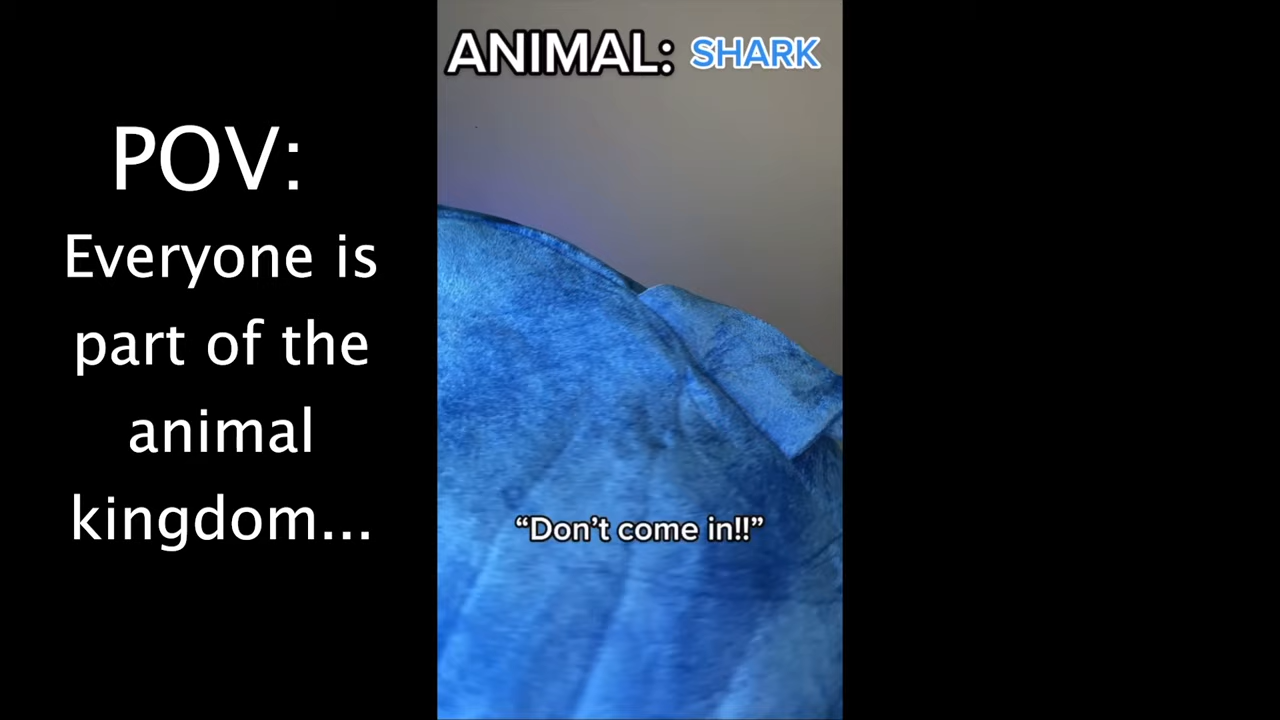 POV:
Everyone is
part of the
animal
kingdom...
ANIMAL: SHARK
“Don’t come in!!”